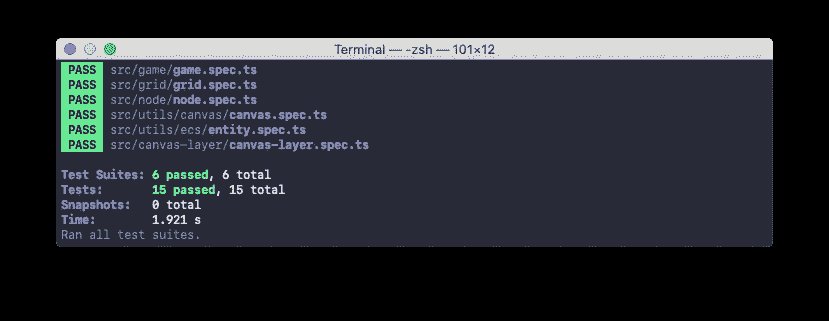 Terminal — -zsh — 101×12
PASS src/game/game.spec.ts
PASS src/grid/grid.spec.ts
PASS src/node/node.spec.ts
PASS src/utils/canvas/canvas.spec.ts
PASS src/utils/ecs/entity.spec.ts
PASS src/canvas-layer/canvas-layer.spec.ts
Test Suites: 6 passed, 6 total
Tests: 15 passed, 15 total
Snapshots: 0 total
Time: 1.921 s
Ran all test suites.